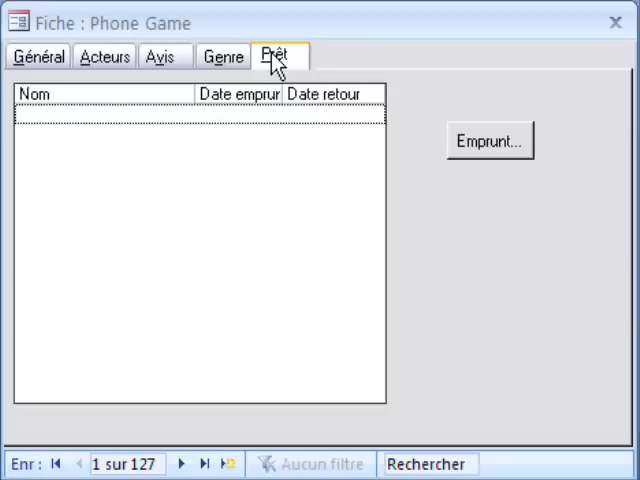 Fiche : Phone Game
Général Acteurs Avis Genre Prêt
Nom Date emprur Date retour
Emprunt...
Enr : 1 sur 127 Aucun filtre Rechercher